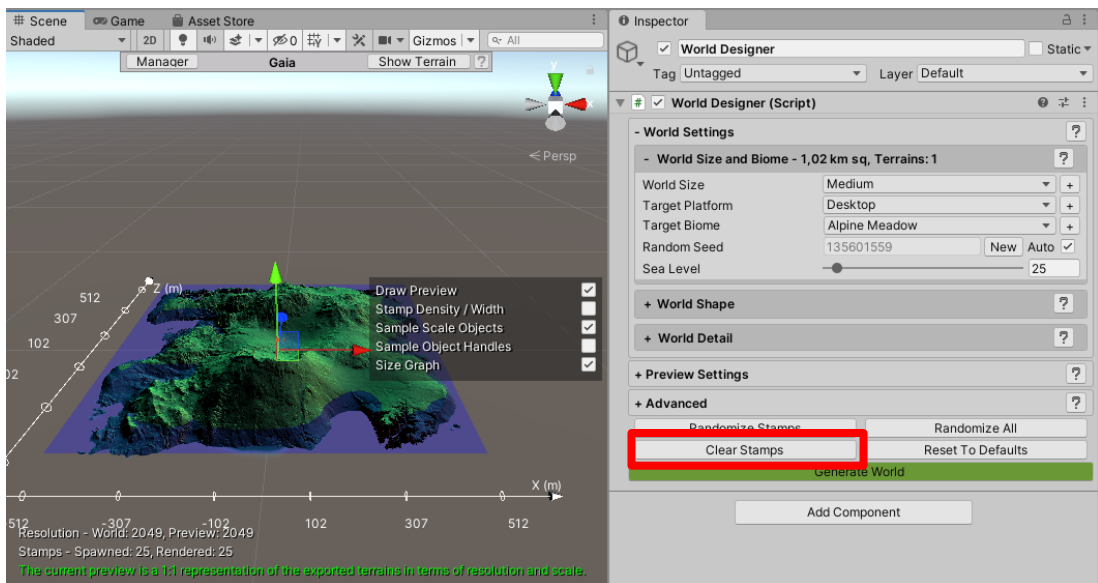 Scene Game Asset Store
Shaded 2D 0 Gizmos All
Manager Gaia Show Terrain ?
y
x
< Persp
Z (m)
512
307
102
02
Draw Preview
Stamp Density / Width
Sample Scale Objects
Sample Object Handles
Size Graph
X (m)
512 -307 -102 102 307 512
Resolution - World: 2049, Preview: 2049
Stamps - Spawned: 25, Rendered: 25
The current preview is a 1:1 representation of the exported terrains in terms of resolution and scale.
Inspector
World Designer Static
Tag Untagged Layer Default
World Designer (Script)
- World Settings ?
- World Size and Biome - 1,02 km sq, Terrains: 1 ?
World Size Medium +
Target Platform Desktop +
Target Biome Alpine Meadow +
Random Seed 135601559 New Auto
Sea Level 25
+ World Shape ?
+ World Detail ?
+ Preview Settings ?
+ Advanced ?
Randomize Stamps Randomize All
Clear Stamps Reset To Defaults
Generate World
Add Component